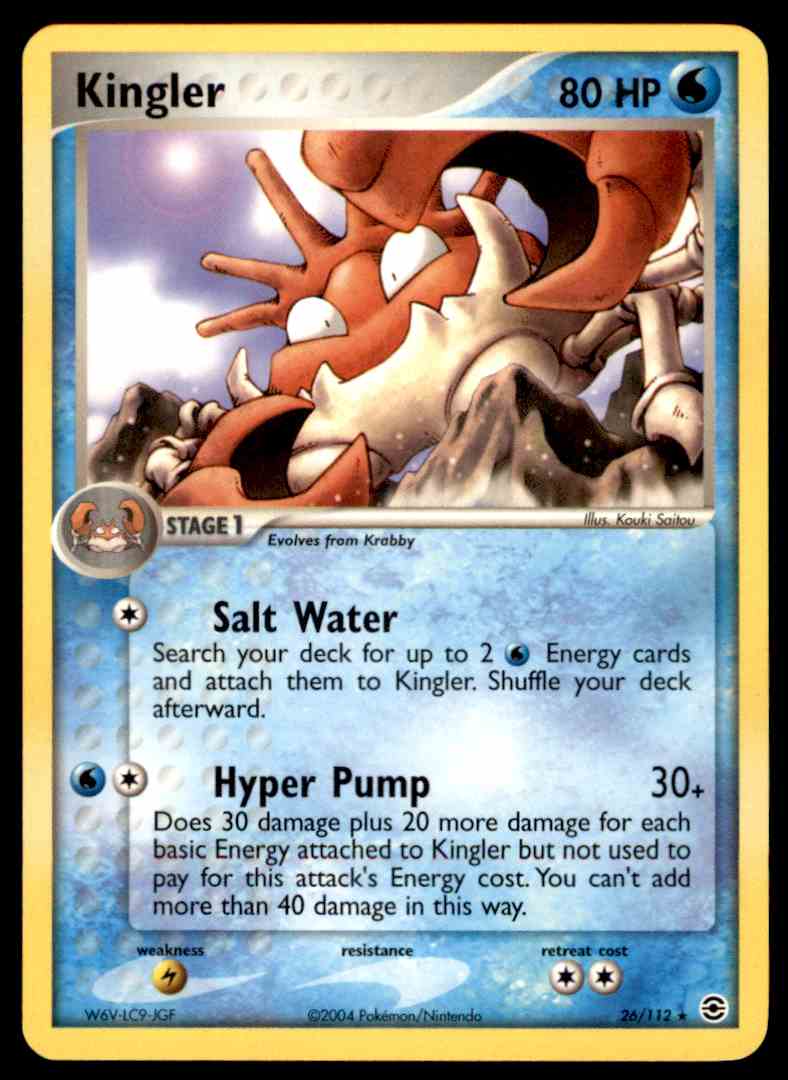 Kingler
80 HP
Illus. Kouki Saitou
STAGE 1
Evolves from Krabby
Salt Water
Search your deck for up to 2 Energy cards
and attach them to Kingler. Shuffle your deck
afterward.
Hyper Pump 30+
Does 30 damage plus 20 more damage for each
basic Energy attached to Kingler but not used to
pay for this attack's Energy cost. You can't add
more than 40 damage in this way.
weakness resistance retreat cost
W6V-LC9-JGF ©2004 Pokémon/Nintendo 26/112 ★